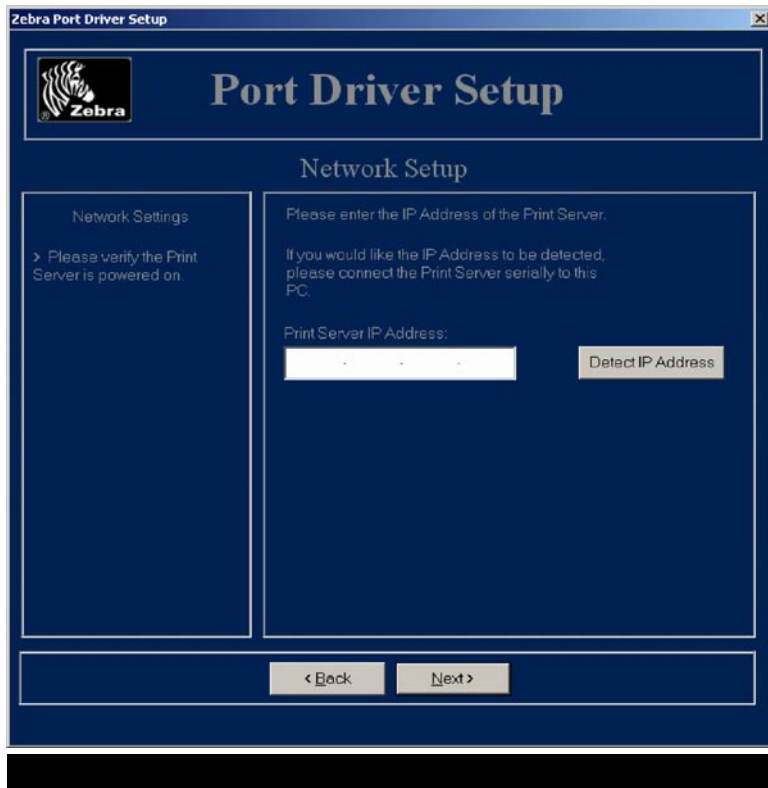 Zebra Port Driver Setup
Zebra
Port Driver Setup
Network Setup
Network Settings
> Please verify the Print
Server is powered on.
Please enter the IP Address of the Print Server.
If you would like the IP Address to be detected,
please connect the Print Server serially to this
PC.
Print Server IP Address:
. . .
Detect IP Address
< Back
Next >